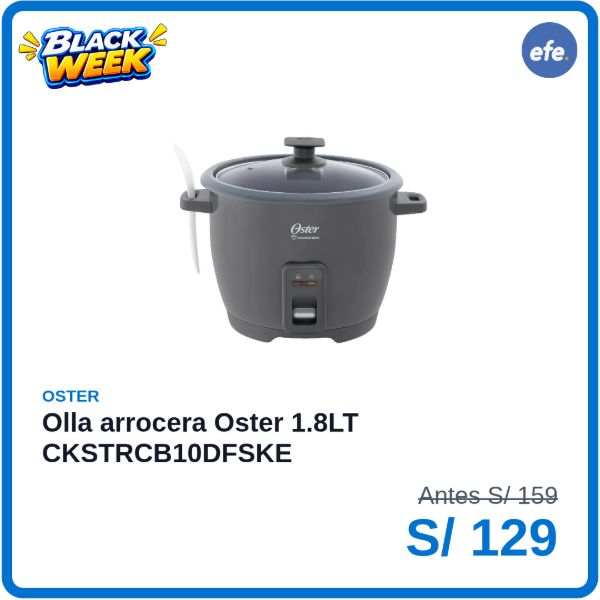 BLACK
WEEK
efe.
Oster
OSTER
Olla arrocera Oster 1.8LT
CKSTRCB10DFSKE
Antes S/ 159
S/ 129